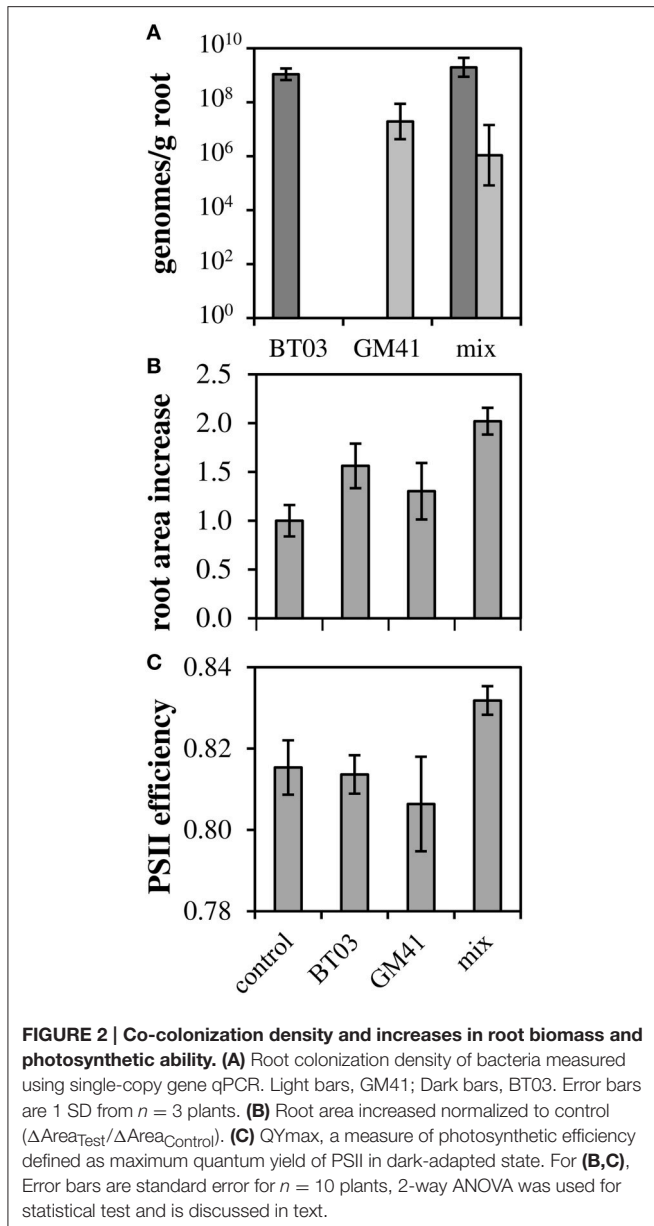 A
genomes/g root
10^10
10^8
10^6
10^4
10^2
10^0
BT03 GM41 mix
B
root area increase
2.5
2.0
1.5
1.0
0.5
0.0
C
PSII efficiency
0.84
0.82
0.80
0.78
control BT03 GM41 mix
FIGURE 2 | Co-colonization density and increases in root biomass and
photosynthetic ability. (A) Root colonization density of bacteria measured
using single-copy gene qPCR. Light bars, GM41; Dark bars, BT03. Error bars
are 1 SD from n = 3 plants. (B) Root area increased normalized to control
(ΔArea_Test/ΔArea_Control). (C) QYmax, a measure of photosynthetic efficiency
defined as maximum quantum yield of PSII in dark-adapted state. For (B,C),
Error bars are standard error for n = 10 plants, 2-way ANOVA was used for
statistical test and is discussed in text.